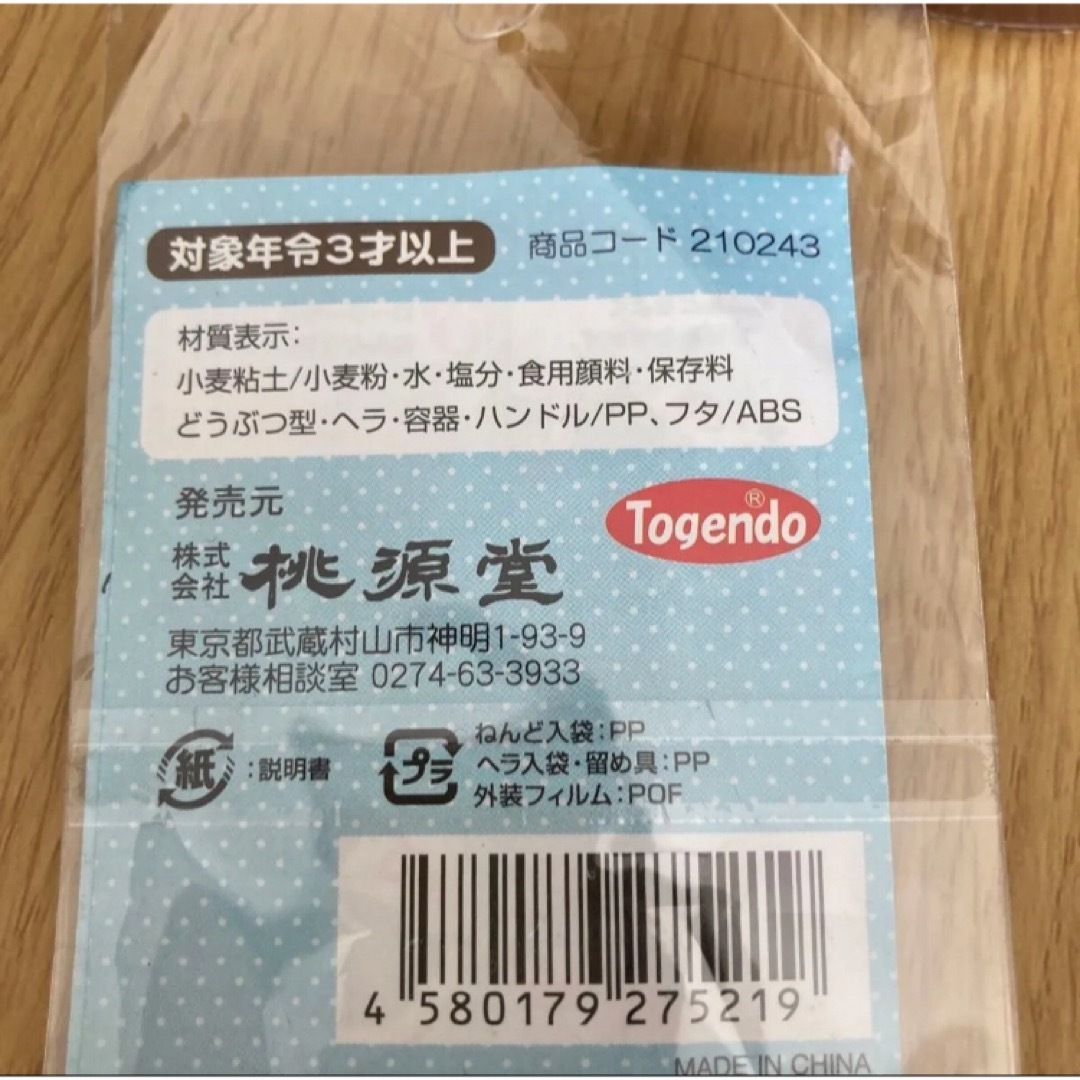 対象年令3才以上
商品コード 210243
材質表示:
小麦粘土/小麦粉・水・塩分・食用顔料・保存料
どうぶつ型・ヘラ・容器・ハンドル/PP、フタ/ABS
発売元
Togendo®
株式会社 桃源堂
東京都武蔵村山市神明1-93-9
お客様相談室 0274-63-3933
紙:説明書
プラ
ねんど入袋:PP
ヘラ入袋・留め具:PP
外装フィルム:POF
4 580179 275219
MADE IN CHINA